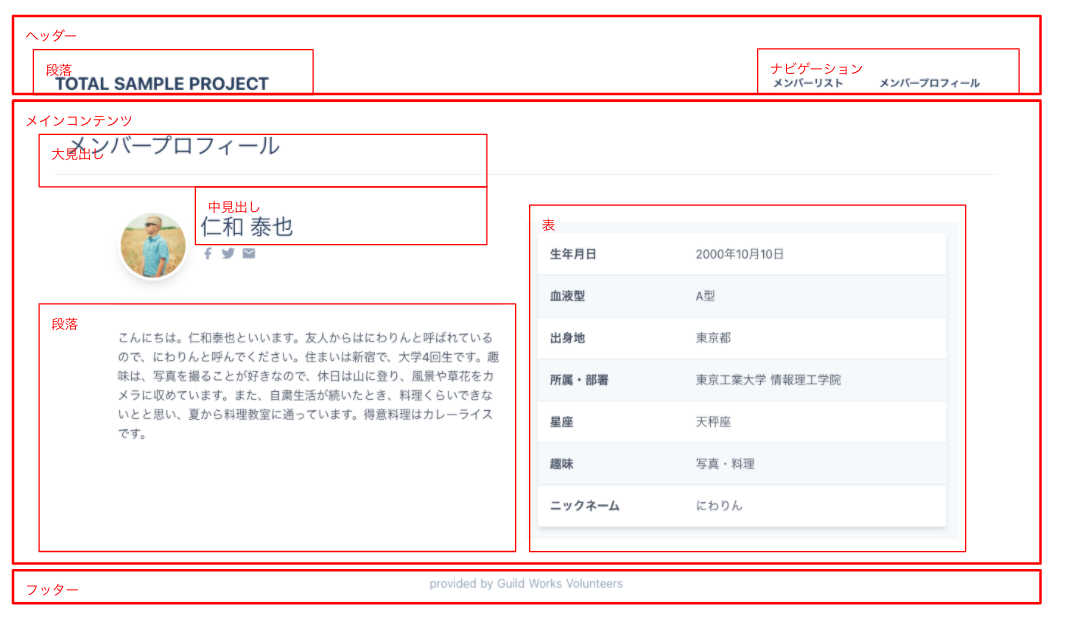 ヘッダー
段落
TOTAL SAMPLE PROJECT
ナビゲーション
メンバーリスト メンバープロフィール
メインコンテンツ
大見出し
メンバープロフィール
中見出し
仁和 泰也
表
生年月日 2000年10月10日
血液型 A型
出身地 東京都
所属・部署 東京工業大学 情報理工学院
星座 天秤座
趣味 写真・料理
ニックネーム にわりん
段落
こんにちは。仁和泰也といいます。友人からはにわりんと呼ばれている
ので、にわりんと呼んでください。住まいは新宿で、大学4回生です。趣
味は、写真を撮ることが好きなので、休日は山に登り、風景や草花をカ
メラに収めています。また、自粛生活が続いたとき、料理くらいできな
いとと思い、夏から料理教室に通っています。得意料理はカレーライス
です。
フッター
provided by Guild Works Volunteers